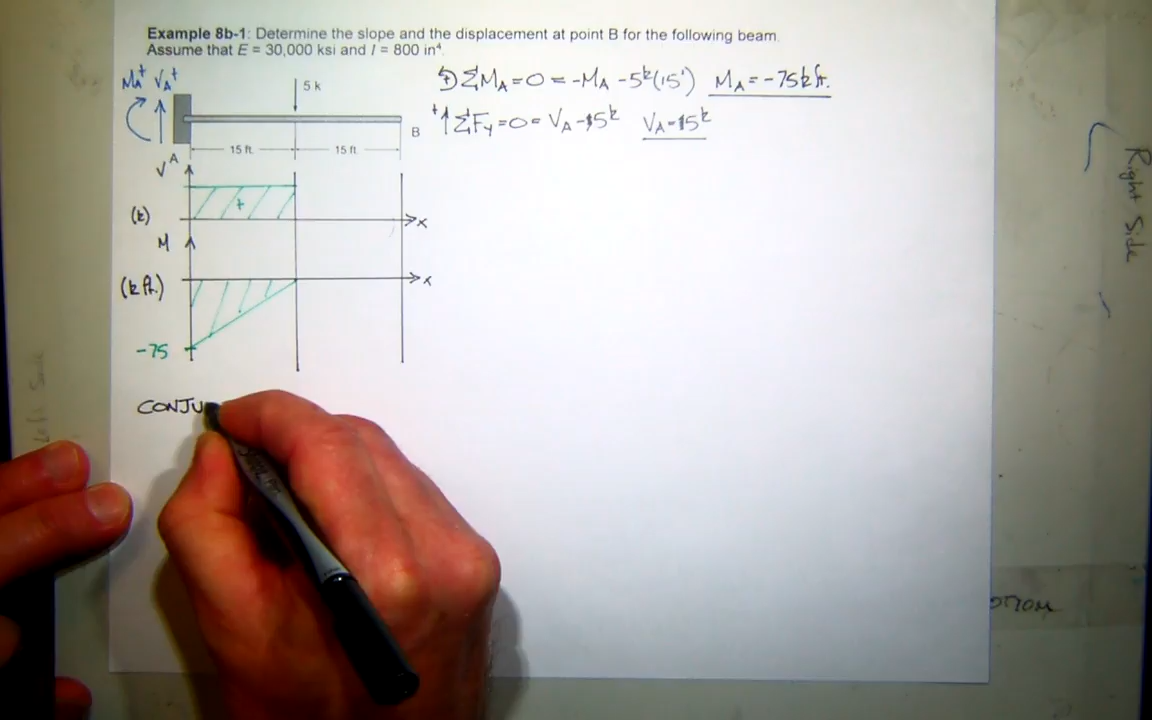 Example 8b-1: Determine the slope and the displacement at point B for the following beam.
Assume that E = 30,000 ksi and I = 800 in⁴.
MA⁺ VA⁺
5 k
A
B
15 ft.
15 ft.
↺+ ΣMA = 0 = -MA - 5ᵏ(15') MA = -75 k ft.
+↑ ΣFy = 0 = VA - 5ᵏ VA = 5ᵏ
V
(k)
+
x
M
(k ft.)
x
-75
CONJU
Right Side
Left Side
OTTOM